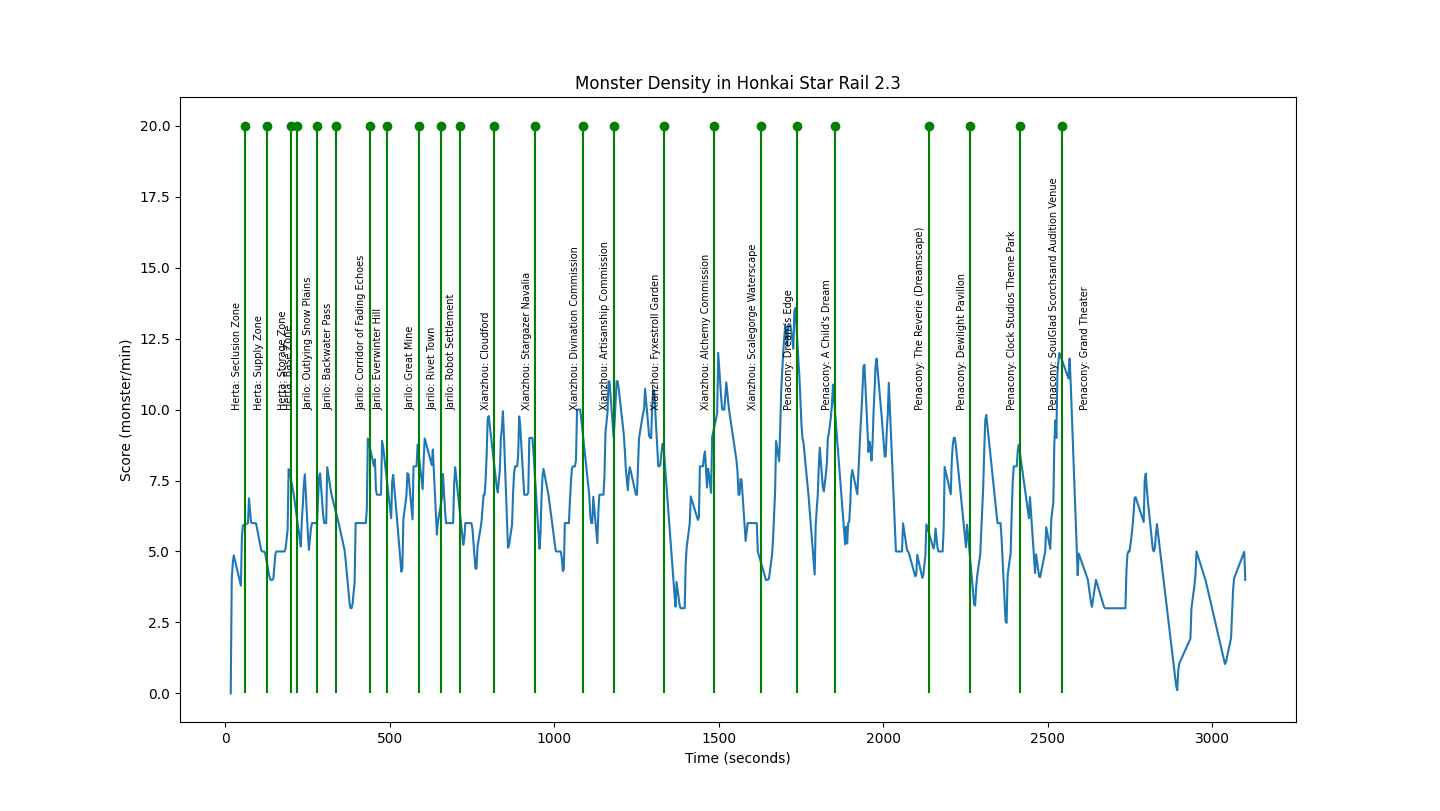 Monster Density in Honkai Star Rail 2.3
Score (monster/min)
20.0
17.5
15.0
12.5
10.0
7.5
5.0
2.5
0.0
Herta: Seclusion Zone
Herta: Supply Zone
Herta: Storage Zone
Herta: Base Zone
Jarilo: Outlying Snow Plains
Jarilo: Backwater Pass
Jarilo: Corridor of Fading Echoes
Jarilo: Everwinter Hill
Jarilo: Great Mine
Jarilo: Rivet Town
Jarilo: Robot Settlement
Xianzhou: Cloudford
Xianzhou: Stargazer Navalia
Xianzhou: Divination Commission
Xianzhou: Artisanship Commission
Xianzhou: Fyxestroll Garden
Xianzhou: Alchemy Commission
Xianzhou: Scalegorge Waterscape
Penacony: Dream's Edge
Penacony: A Child's Dream
Penacony: The Reverie (Dreamscape)
Penacony: Dewlight Pavillon
Penacony: Clock Studios Theme Park
Penacony: SoulGlad Scorchsand Audition Venue
Penacony: Grand Theater
0
500
1000
1500
2000
2500
3000
Time (seconds)